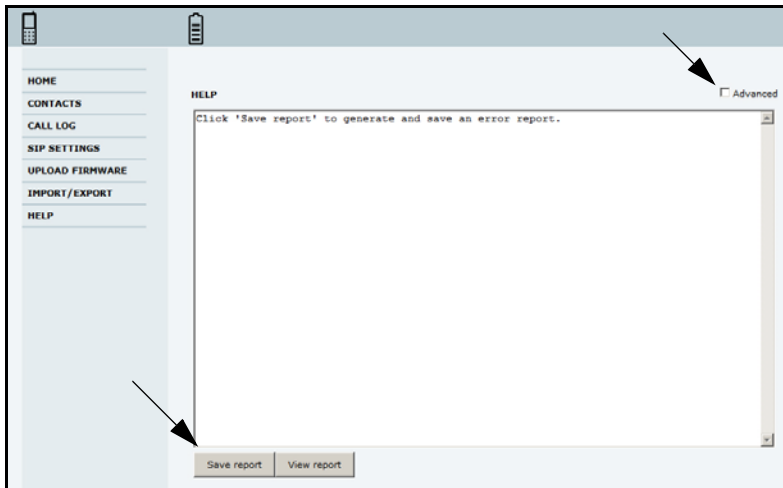 HOME
CONTACTS
CALL LOG
SIP SETTINGS
UPLOAD FIRMWARE
IMPORT/EXPORT
HELP
HELP
Advanced
Click 'Save report' to generate and save an error report.
Save report
View report